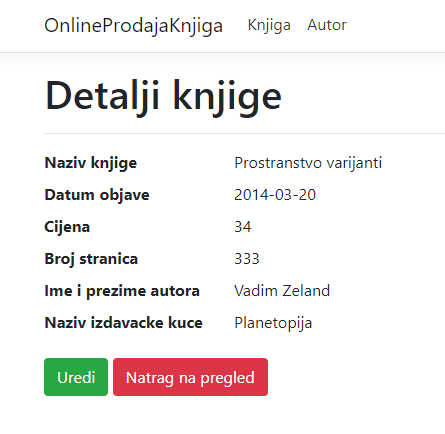 OnlineProdajaKnjiga Knjiga Autor
Detalji knjige
Naziv knjige Prostranstvo varijanti
Datum objave 2014-03-20
Cijena 34
Broj stranica 333
Ime i prezime autora Vadim Zeland
Naziv izdavacke kuce Planetopija
Uredi Natrag na pregled